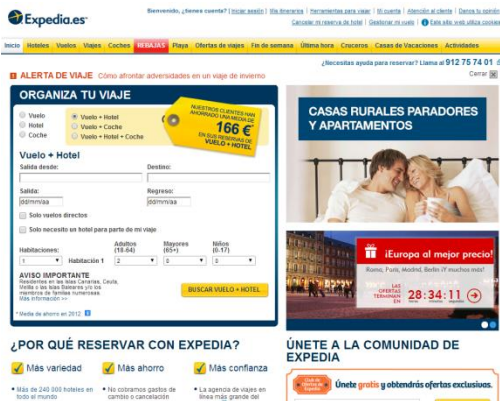 Expedia.es
Bienvenido, ¿tienes cuenta? | Iniciar sesión | Mis itinerarios | Herramientas para viajar | Mi cuenta | Atención al cliente | Danos tu opinión
Cancelar mi reserva de hotel | Gestionar mi vuelo | Esta site web utiliza cookies
Inicio Hoteles Vuelos Viajes Coches REBAJAS Playa Ofertas de viajes Fin de semana Última hora Cruceros Casas de Vacaciones Actividades
¿Necesitas ayuda para reservar? Llama al 912 75 74 01
ALERTA DE VIAJE Cómo afrontar adversidades en un viaje de invierno
Cerrar
ORGANIZA TU VIAJE
Vuelo
Hotel
Coche
Vuelo + Hotel
Vuelo + Coche
Vuelo + Hotel + Coche
NUESTROS CLIENTES HAN
AHORRADO UNA MEDIA DE
166 €
EN SUS RESERVAS DE
VUELO + HOTEL*
Vuelo + Hotel
Salida desde: Destino:
Salida: Regreso:
dd/mm/aa dd/mm/aa
Solo vuelos directos
Solo necesito un hotel para parte de mi viaje
Habitaciones: Adultos (18-64) Mayores (65+) Niños (0-17)
1 Habitación 1 2 0 0
AVISO IMPORTANTE
Residentes en las Islas Canarias, Ceuta,
Melilla o las Islas Baleares y/o los
miembros de familias numerosas.
Más información >>
BUSCAR VUELO + HOTEL
* Media de ahorro en 2012
CASAS RURALES PARADORES
Y APARTAMENTOS
¡Europa al mejor precio!
Roma, París, Madrid, Berlín ¡Y muchos más!
LAS
OFERTAS
TERMINAN
EN
28:34:11
¿POR QUÉ RESERVAR CON EXPEDIA?
Más variedad Más ahorro Más confianza
• Más de 240 000 hoteles en
todo el mundo
• No cobramos gastos de
cambio o cancelación
• La agencia de viajes en
línea más grande del
ÚNETE A LA COMUNIDAD DE
EXPEDIA
Únete gratis y obtendrás ofertas exclusivas.